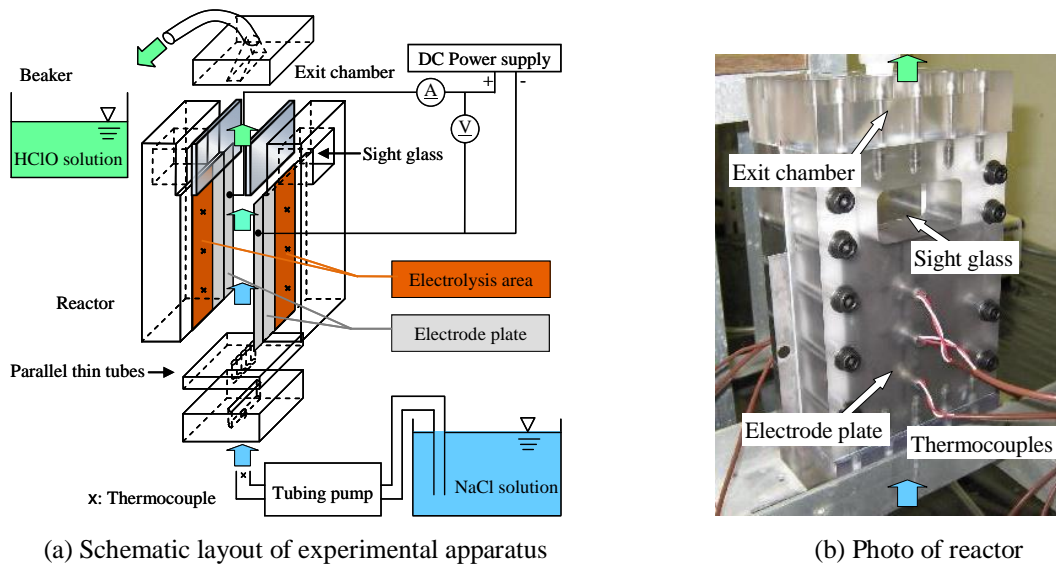 Beaker
HClO solution
Exit chamber
DC Power supply
+
-
A
V
Sight glass
Electrolysis area
Reactor
Electrode plate
Parallel thin tubes
x: Thermocouple
x
Tubing pump
NaCl solution
x
x
x
x
x
x
(a) Schematic layout of experimental apparatus
Exit chamber
Sight glass
Electrode plate
Thermocouples
(b) Photo of reactor